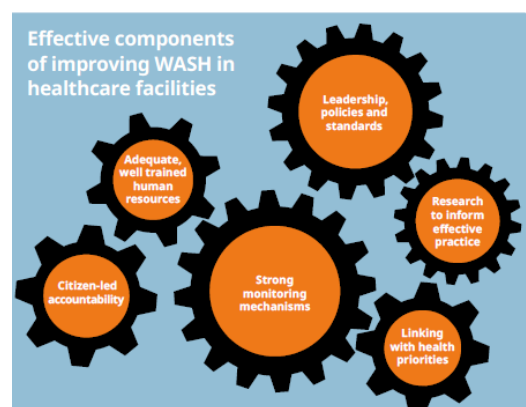 Effective components
of improving WASH in
healthcare facilities
Leadership,
policies and
standards
Adequate,
well trained
human
resources
Research
to inform
effective
practice
Citizen-led
accountability
Strong
monitoring
mechanisms
Linking
with health
priorities